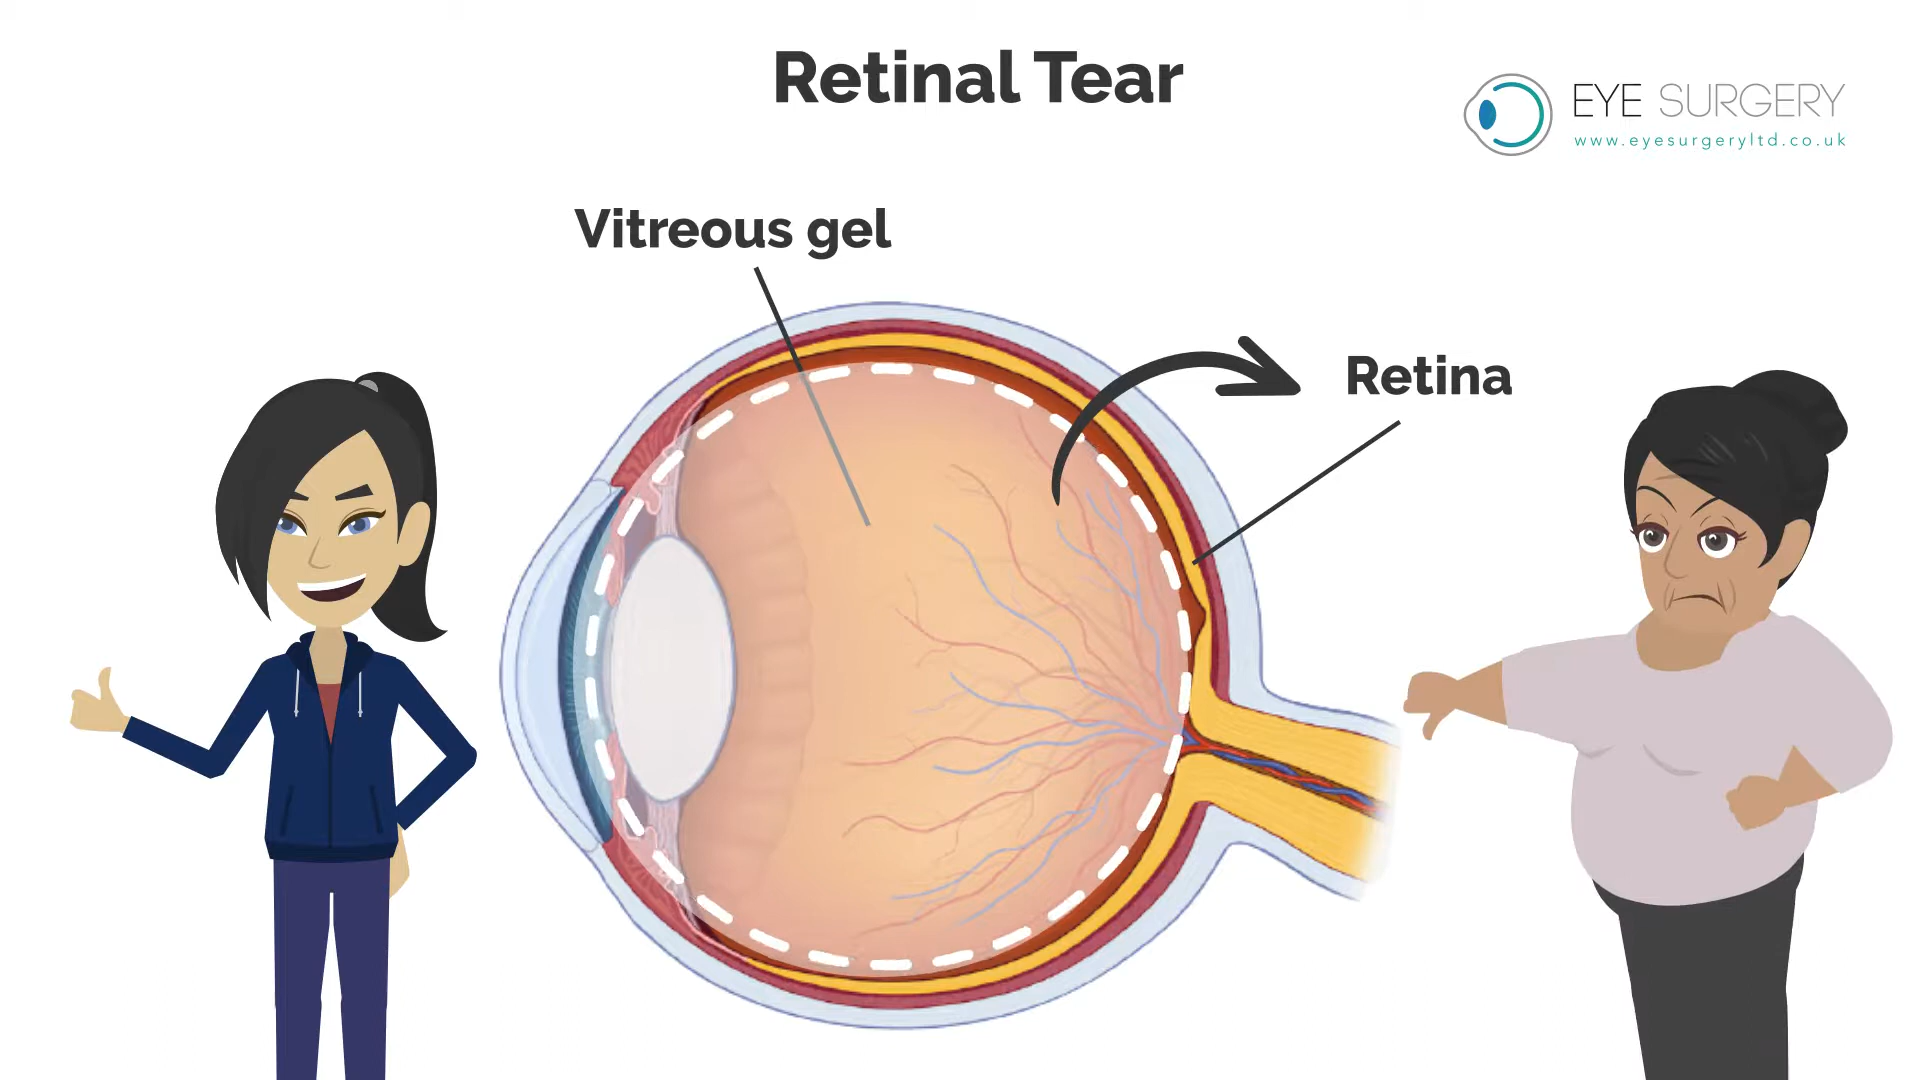 Retinal Tear
EYE SURGERY
www.eyesurgeryltd.co.uk
Vitreous gel
Retina